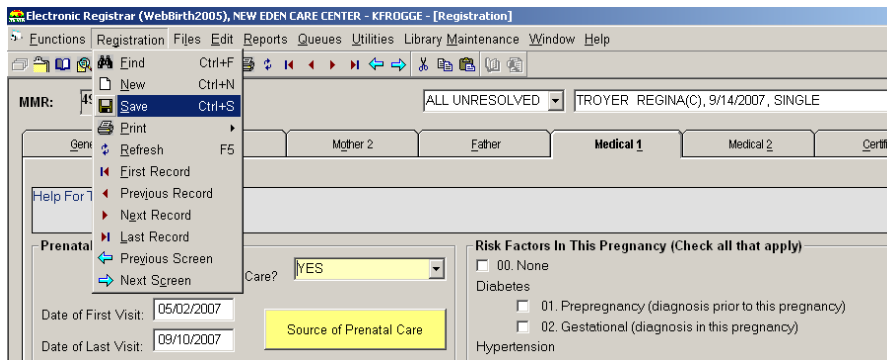 Electronic Registrar (WebBirth2005), NEW EDEN CARE CENTER - KFROGGE - [Registration]
Functions Registration Files Edit Reports Queues Utilities Library Maintenance Window Help
Find Ctrl+F
New Ctrl+N
MMR: ALL UNRESOLVED TROYER REGINA(C), 9/14/2007, SINGLE
Save Ctrl+S
Print
Refresh F5
Mother 2 Father Medical 1 Medical 2
First Record
Previous Record
Next Record
Last Record
Previous Screen
Next Screen
Help For
Prenatal
Care? YES
Date of First Visit: 05/02/2007
Date of Last Visit: 09/10/2007
Source of Prenatal Care
Risk Factors In This Pregnancy (Check all that apply)
00. None
Diabetes
01. Prepregnancy (diagnosis prior to this pregnancy)
02. Gestational (diagnosis in this pregnancy)
Hypertension